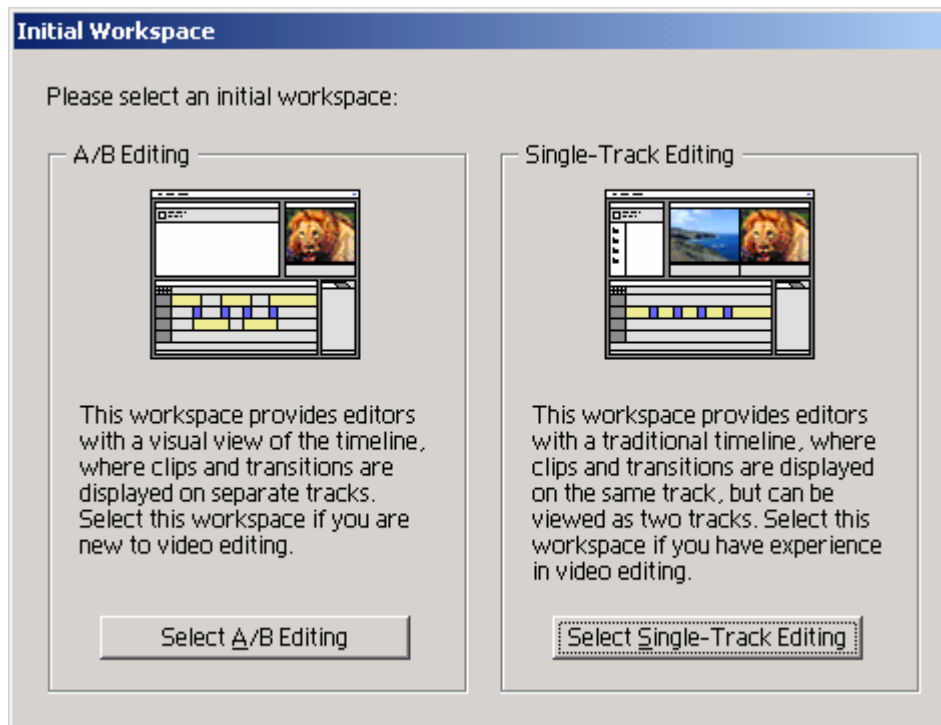 Initial Workspace
Please select an initial workspace:
A/B Editing
This workspace provides editors
with a visual view of the timeline,
where clips and transitions are
displayed on separate tracks.
Select this workspace if you are
new to video editing.
Select A/B Editing
Single-Track Editing
This workspace provides editors
with a traditional timeline, where
clips and transitions are displayed
on the same track, but can be
viewed as two tracks. Select this
workspace if you have experience
in video editing.
Select Single-Track Editing